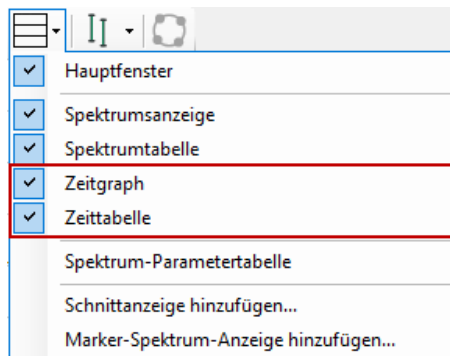 Hauptfenster
Spektrumsanzeige
Spektrumtabelle
Zeitgraph
Zeittabelle
Spektrum-Parametertabelle
Schnittanzeige hinzufügen...
Marker-Spektrum-Anzeige hinzufügen...